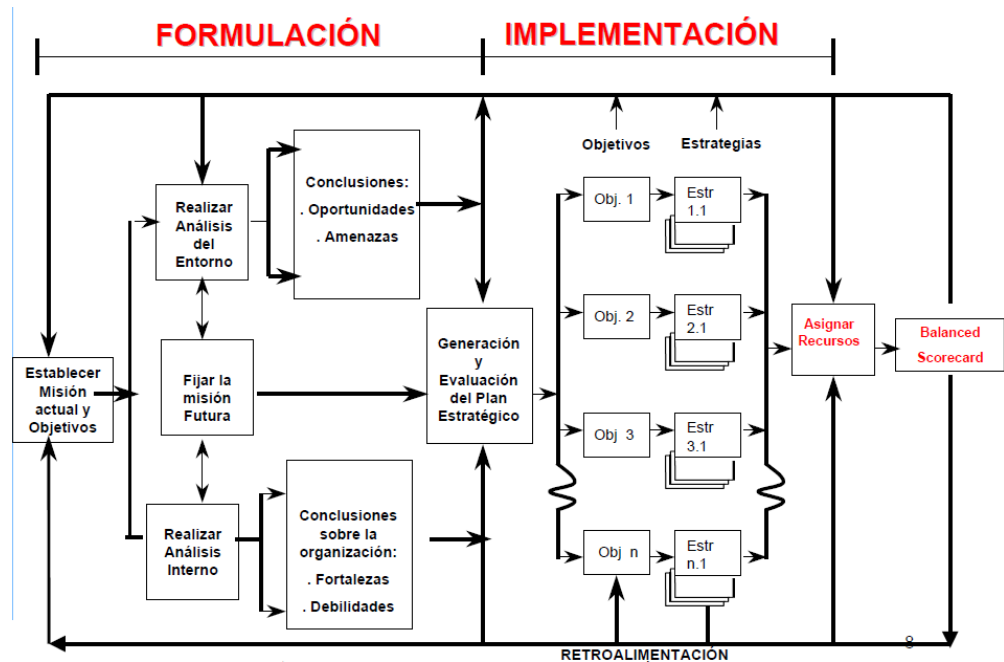 FORMULACIÓN
IMPLEMENTACIÓN
Establecer
Misión
actual y
Objetivos
Realizar
Análisis
del
Entorno
Fijar la
misión
Futura
Realizar
Análisis
Interno
Conclusiones:
. Oportunidades
. Amenazas
Conclusiones
sobre la
organización:
. Fortalezas
. Debilidades
Generación
y
Evaluación
del Plan
Estratégico
Objetivos
Estrategias
Obj. 1
Estr
1.1
Obj. 2
Estr
2.1
Obj 3
Estr
3.1
Obj n
Estr
n.1
Asignar
Recursos
Balanced
Scorecard
8
RETROALIMENTACIÓN